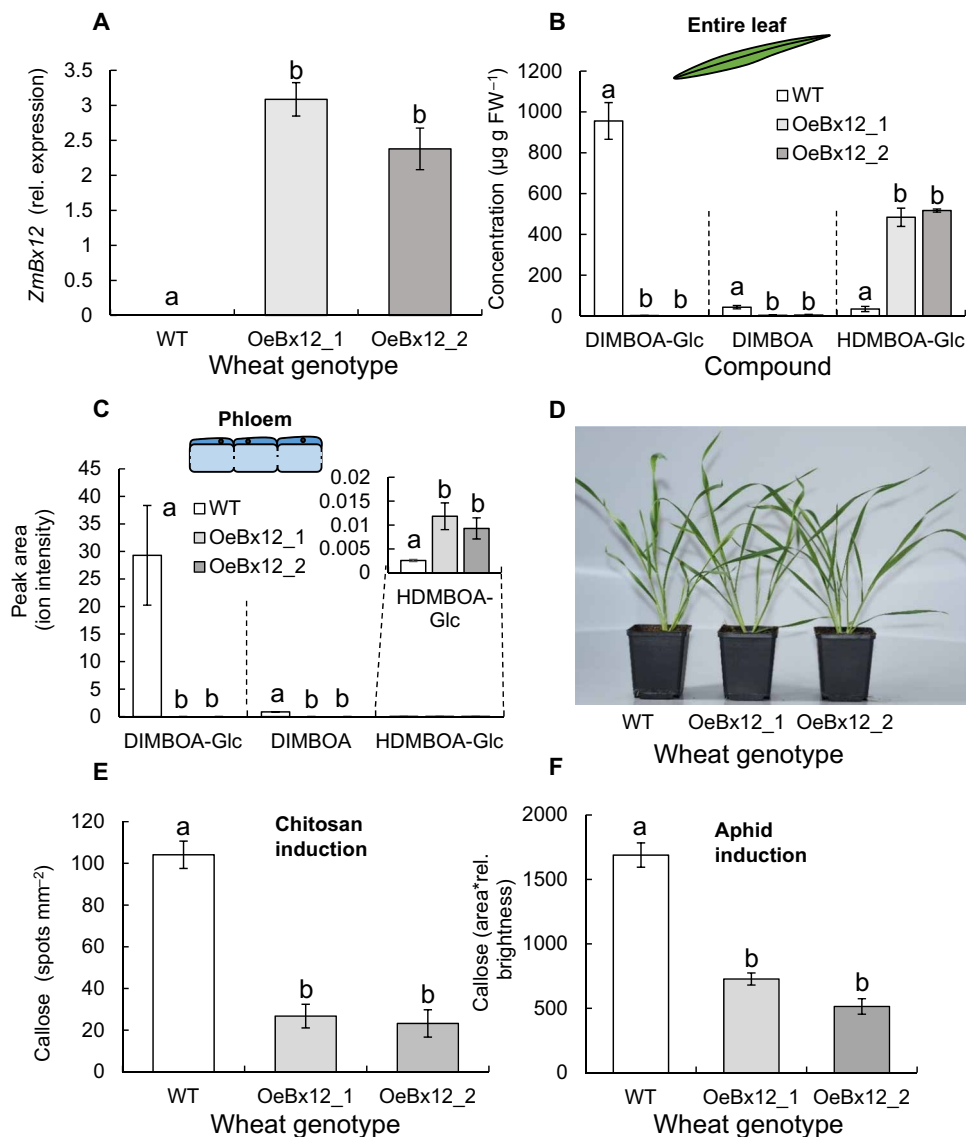 A
ZmBx12 (rel. expression)
3.5
3
2.5
2
1.5
1
0.5
0
a
b
b
WT
OeBx12_1
OeBx12_2
Wheat genotype
B
Entire leaf
Concentration (µg g FW⁻¹)
1200
1000
800
600
400
200
0
WT
OeBx12_1
OeBx12_2
a
b
b
a
b
b
a
b
b
DIMBOA-Glc
DIMBOA
HDMBOA-Glc
Compound
C
Phloem
Peak area
(ion intensity)
45
40
35
30
25
20
15
10
5
0
WT
OeBx12_1
OeBx12_2
a
b
b
a
b
b
0.02
0.015
0.01
0.005
0
a
b
b
HDMBOA-
Glc
DIMBOA-Glc
DIMBOA
HDMBOA-Glc
D
WT
OeBx12_1
OeBx12_2
Wheat genotype
E
Chitosan
induction
Callose (spots mm⁻²)
120
100
80
60
40
20
0
a
b
b
WT
OeBx12_1
OeBx12_2
Wheat genotype
F
Aphid
induction
Callose (area*rel.
brightness)
2000
1500
1000
500
0
a
b
b
WT
OeBx12_1
OeBx12_2
Wheat genotype